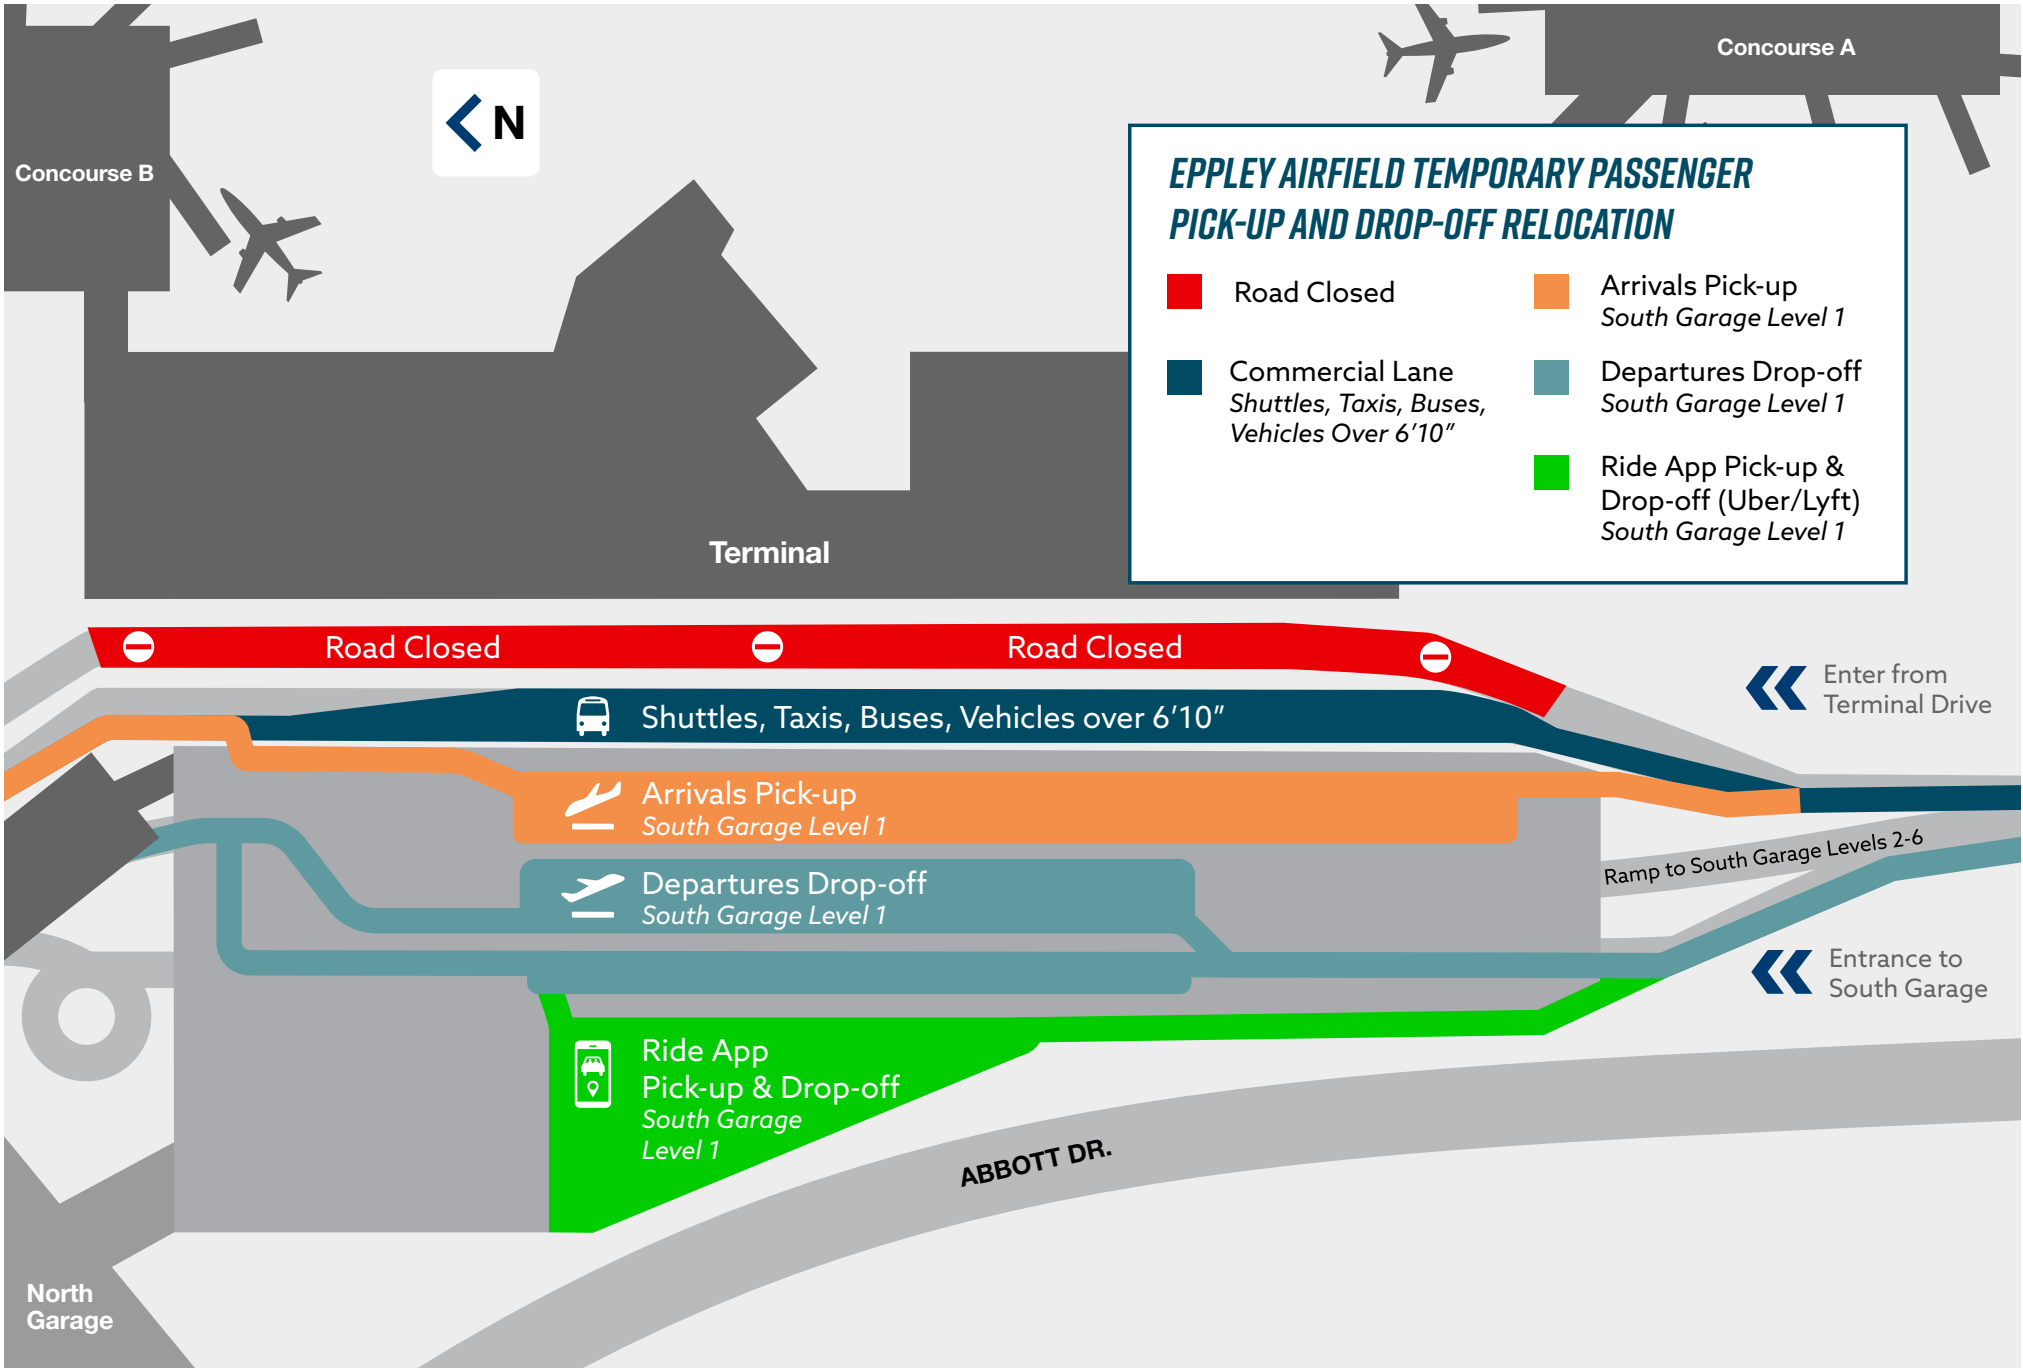 Concourse A
N
Concourse B
EPPLEY AIRFIELD TEMPORARY PASSENGER
PICK-UP AND DROP-OFF RELOCATION
Road Closed
Commercial Lane
Shuttles, Taxis, Buses,
Vehicles Over 6’10”
Arrivals Pick-up
South Garage Level 1
Departures Drop-off
South Garage Level 1
Ride App Pick-up &
Drop-off (Uber/Lyft)
South Garage Level 1
Terminal
Road Closed
Road Closed
Enter from
Terminal Drive
Shuttles, Taxis, Buses, Vehicles over 6’10”
Arrivals Pick-up
South Garage Level 1
Ramp to South Garage Levels 2-6
Departures Drop-off
South Garage Level 1
Entrance to
South Garage
Ride App
Pick-up & Drop-off
South Garage
Level 1
ABBOTT DR.
North
Garage